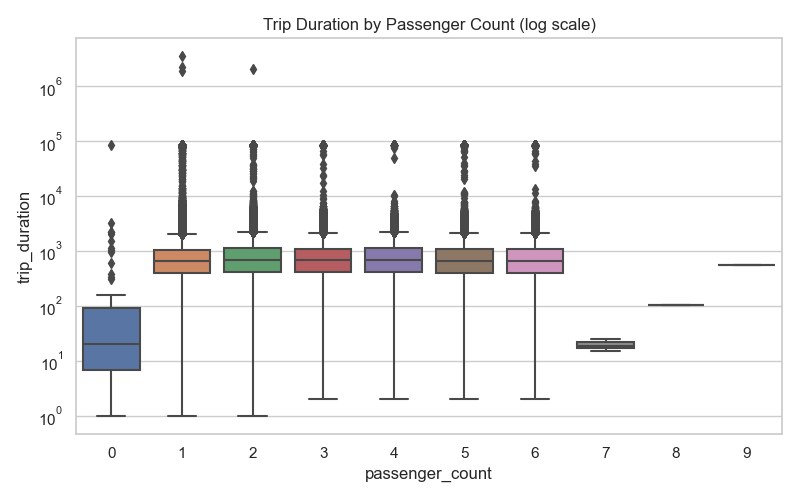 Trip Duration by Passenger Count (log scale)
trip_duration
10^6
10^5
10^4
10^3
10^2
10^1
10^0
0 1 2 3 4 5 6 7 8 9
passenger_count